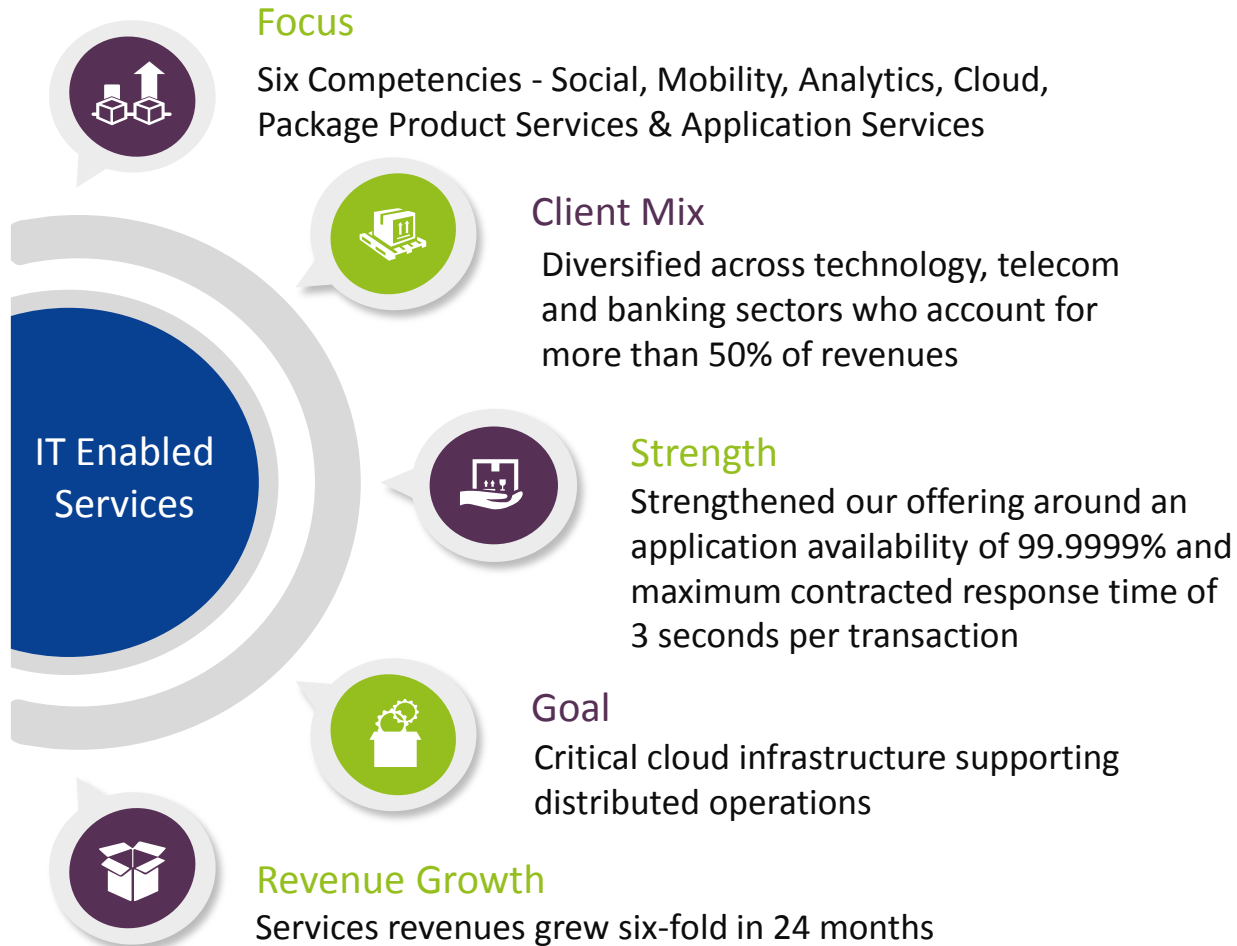 Focus
Six Competencies - Social, Mobility, Analytics, Cloud,
Package Product Services & Application Services
Client Mix
Diversified across technology, telecom
and banking sectors who account for
more than 50% of revenues
IT Enabled
Services
Strength
Strengthened our offering around an
application availability of 99.9999% and
maximum contracted response time of
3 seconds per transaction
Goal
Critical cloud infrastructure supporting
distributed operations
Revenue Growth
Services revenues grew six-fold in 24 months